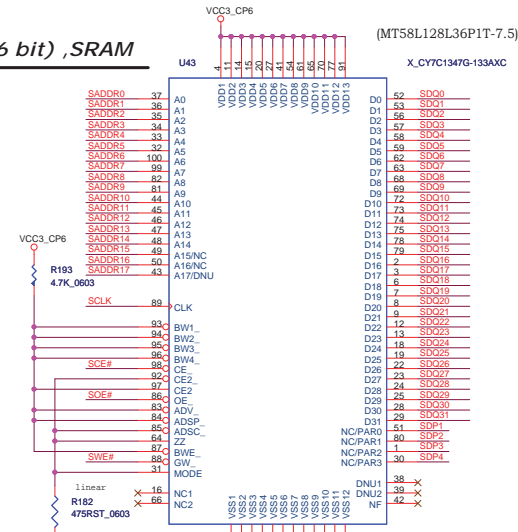 6 bit) ,SRAM
VCC3_CP6
(MT58L128L36P1T-7.5)
U43
X_CY7C1347G-133AXC
4 11 14 15 20 27 41 54 61 65 70 77 91
VDD1 VDD2 VDD3 VDD4 VDD5 VDD6 VDD7 VDD8 VDD9 VDD10 VDD11 VDD12 VDD13
SADDR0 37 A0
SADDR1 36 A1
SADDR2 35 A2
SADDR3 34 A3
SADDR4 33 A4
SADDR5 32 A5
SADDR6 100 A6
SADDR7 99 A7
SADDR8 82 A8
SADDR9 81 A9
SADDR10 44 A10
SADDR11 45 A11
SADDR12 46 A12
SADDR13 47 A13
SADDR14 48 A14
SADDR15 49 A15/NC
SADDR16 50 A16/NC
SADDR17 43 A17/DNU
VCC3_CP6
R193
4.7K_0603
SCLK 89 CLK
93 BW1_
94 BW2_
95 BW3_
96 BW4_
SCE# 98 CE_
92 CE2_
97 CE2
SOE# 86 OE_
83 ADV_
84 ADSP_
85 ADSC_
64 ZZ
87 BWE_
SWE# 88 GW_
31 MODE
linear
R182
475RST_0603
16 NC1
66 NC2
D0 52 SDQ0
D1 53 SDQ1
D2 56 SDQ2
D3 57 SDQ3
D4 58 SDQ4
D5 59 SDQ5
D6 62 SDQ6
D7 63 SDQ7
D8 68 SDQ8
D9 69 SDQ9
D10 72 SDQ10
D11 73 SDQ11
D12 74 SDQ12
D13 75 SDQ13
D14 78 SDQ14
D15 79 SDQ15
D16 2 SDQ16
D17 3 SDQ17
D18 6 SDQ18
D19 7 SDQ19
D20 8 SDQ20
D21 9 SDQ21
D22 12 SDQ22
D23 13 SDQ23
D24 18 SDQ24
D25 19 SDQ25
D26 22 SDQ26
D27 23 SDQ27
D28 24 SDQ28
D29 25 SDQ29
D30 28 SDQ30
D31 29 SDQ31
NC/PAR0 51 SDP1
NC/PAR1 80 SDP2
NC/PAR2 1 SDP3
NC/PAR3 30 SDP4
DNU1 38
DNU2 39
NF 42
VSS1 VSS2 VSS3 VSS4 VSS5 VSS6 VSS7 VSS8 VSS9 VSS10 VSS11 VSS12